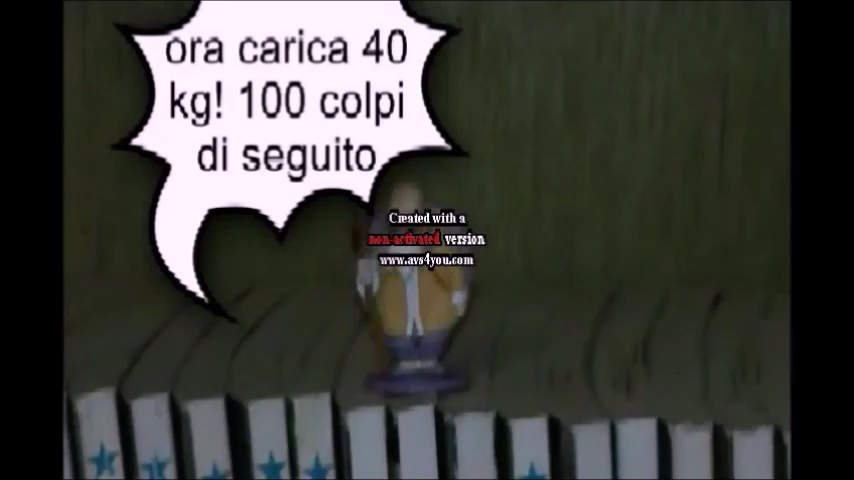 ora carica 40
kg! 100 colpi
di seguito
Created with a
non-activated version
www.avs4you.com